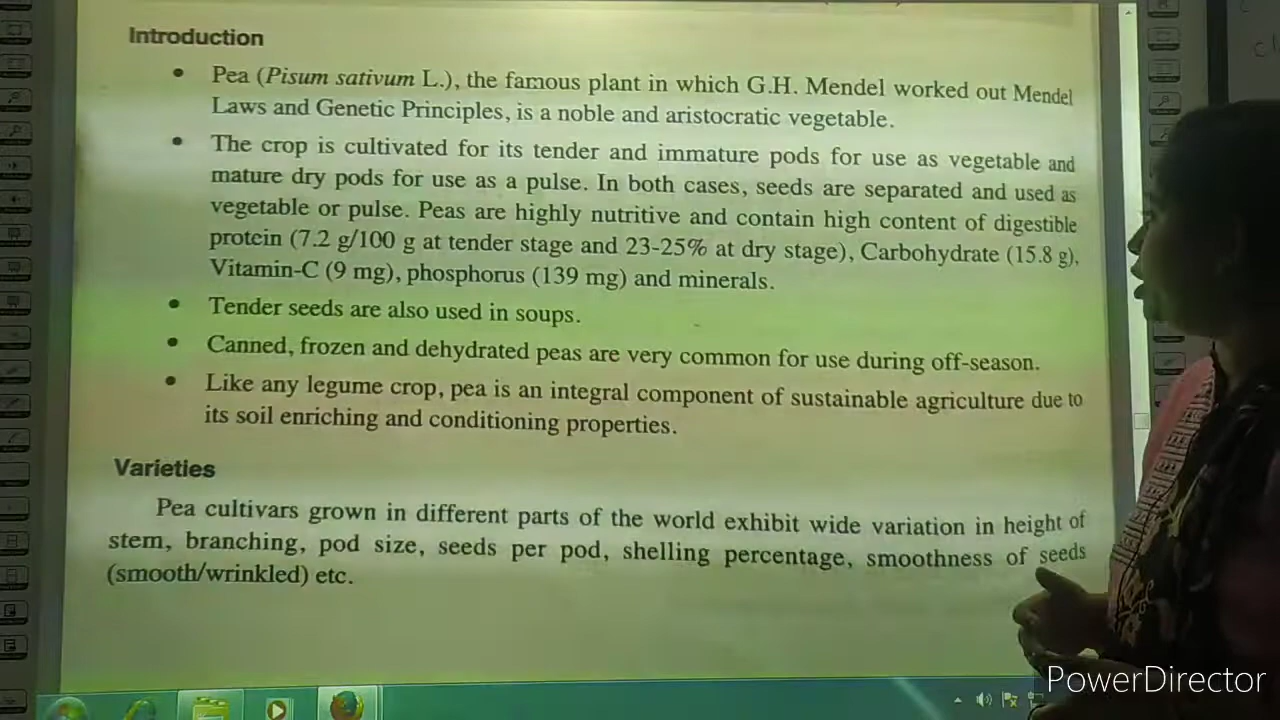 Introduction
• Pea (Pisum sativum L.), the famous plant in which G.H. Mendel worked out Mendel
Laws and Genetic Principles, is a noble and aristocratic vegetable.
• The crop is cultivated for its tender and immature pods for use as vegetable and
mature dry pods for use as a pulse. In both cases, seeds are separated and used as
vegetable or pulse. Peas are highly nutritive and contain high content of digestible
protein (7.2 g/100 g at tender stage and 23-25% at dry stage), Carbohydrate (15.8 g),
Vitamin-C (9 mg), phosphorus (139 mg) and minerals.
• Tender seeds are also used in soups.
• Canned, frozen and dehydrated peas are very common for use during off-season.
• Like any legume crop, pea is an integral component of sustainable agriculture due to
its soil enriching and conditioning properties.
Varieties
Pea cultivars grown in different parts of the world exhibit wide variation in height of
stem, branching, pod size, seeds per pod, shelling percentage, smoothness of seeds
(smooth/wrinkled) etc.
PowerDirector